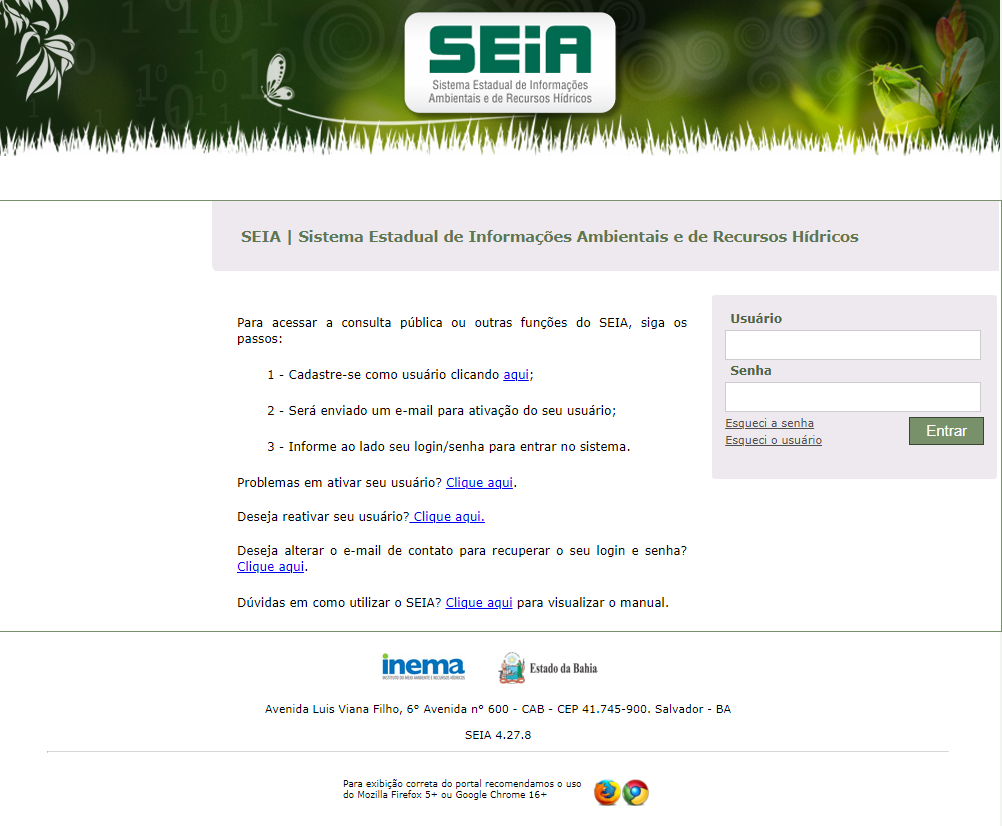 SEiA
Sistema Estadual de Informações
Ambientais e de Recursos Hídricos
SEIA | Sistema Estadual de Informações Ambientais e de Recursos Hídricos
Para acessar a consulta pública ou outras funções do SEIA, siga os
passos:
1 - Cadastre-se como usuário clicando aqui;
2 - Será enviado um e-mail para ativação do seu usuário;
3 - Informe ao lado seu login/senha para entrar no sistema.
Problemas em ativar seu usuário? Clique aqui.
Deseja reativar seu usuário? Clique aqui.
Deseja alterar o e-mail de contato para recuperar o seu login e senha?
Clique aqui.
Dúvidas em como utilizar o SEIA? Clique aqui para visualizar o manual.
Usuário
Senha
Esqueci a senha
Esqueci o usuário
Entrar
inema
INSTITUTO DO MEIO AMBIENTE E RECURSOS HÍDRICOS
Estado da Bahia
Avenida Luis Viana Filho, 6° Avenida n° 600 - CAB - CEP 41.745-900. Salvador - BA
SEIA 4.27.8
Para exibição correta do portal recomendamos o uso
do Mozilla Firefox 5+ ou Google Chrome 16+